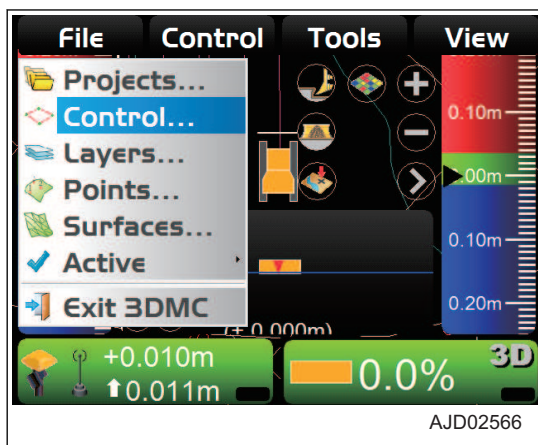 File Control Tools View
Projects...
Control...
Layers...
Points...
Surfaces...
Active
Exit 3DMC
0.10m
.00m
0.10m
0.20m
0.000m)
+0.010m
0.011m
0.0%
3D
AJD02566